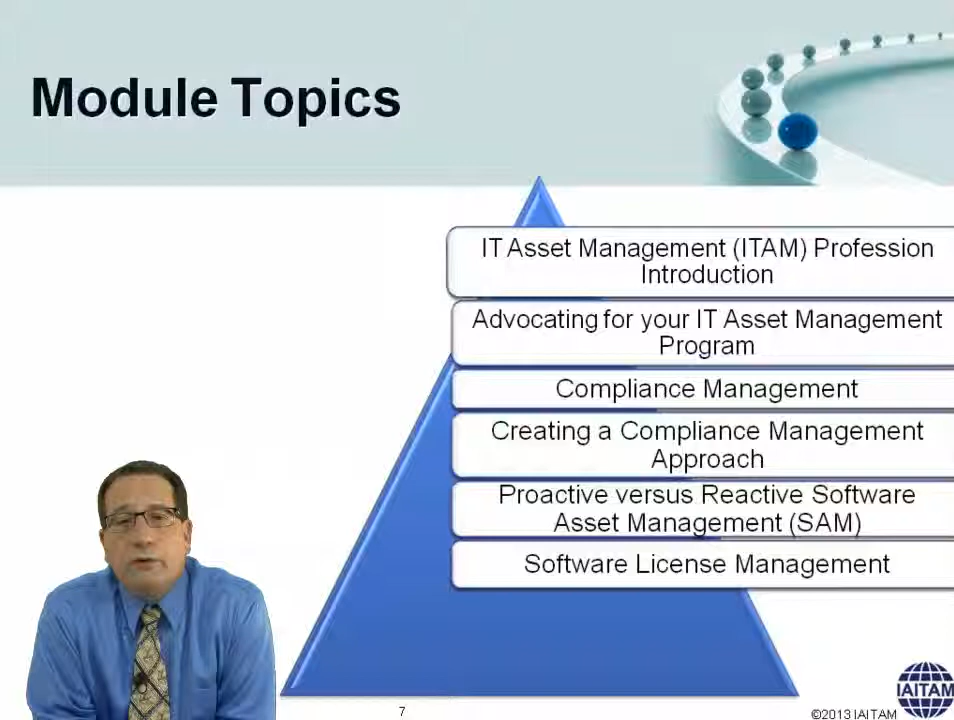 Module Topics
IT Asset Management (ITAM) Profession
Introduction
Advocating for your IT Asset Management
Program
Compliance Management
Creating a Compliance Management
Approach
Proactive versus Reactive Software
Asset Management (SAM)
Software License Management
7
IAITAM
©2013 IAITAM